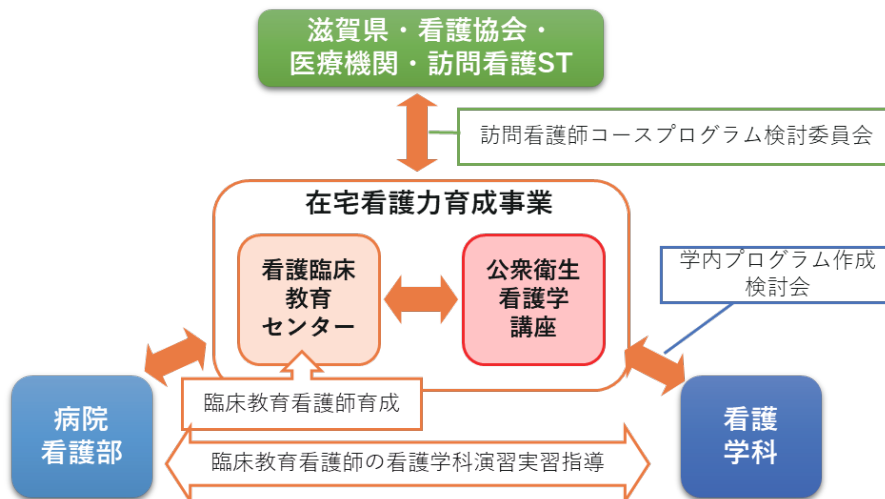 滋賀県・看護協会・
医療機関・訪問看護ST
訪問看護師コースプログラム検討委員会
在宅看護力育成事業
看護臨床
教育
センター
公衆衛生
看護学
講座
学内プログラム作成
検討会
臨床教育看護師育成
病院
看護部
看護
学科
臨床教育看護師の看護学科演習実習指導